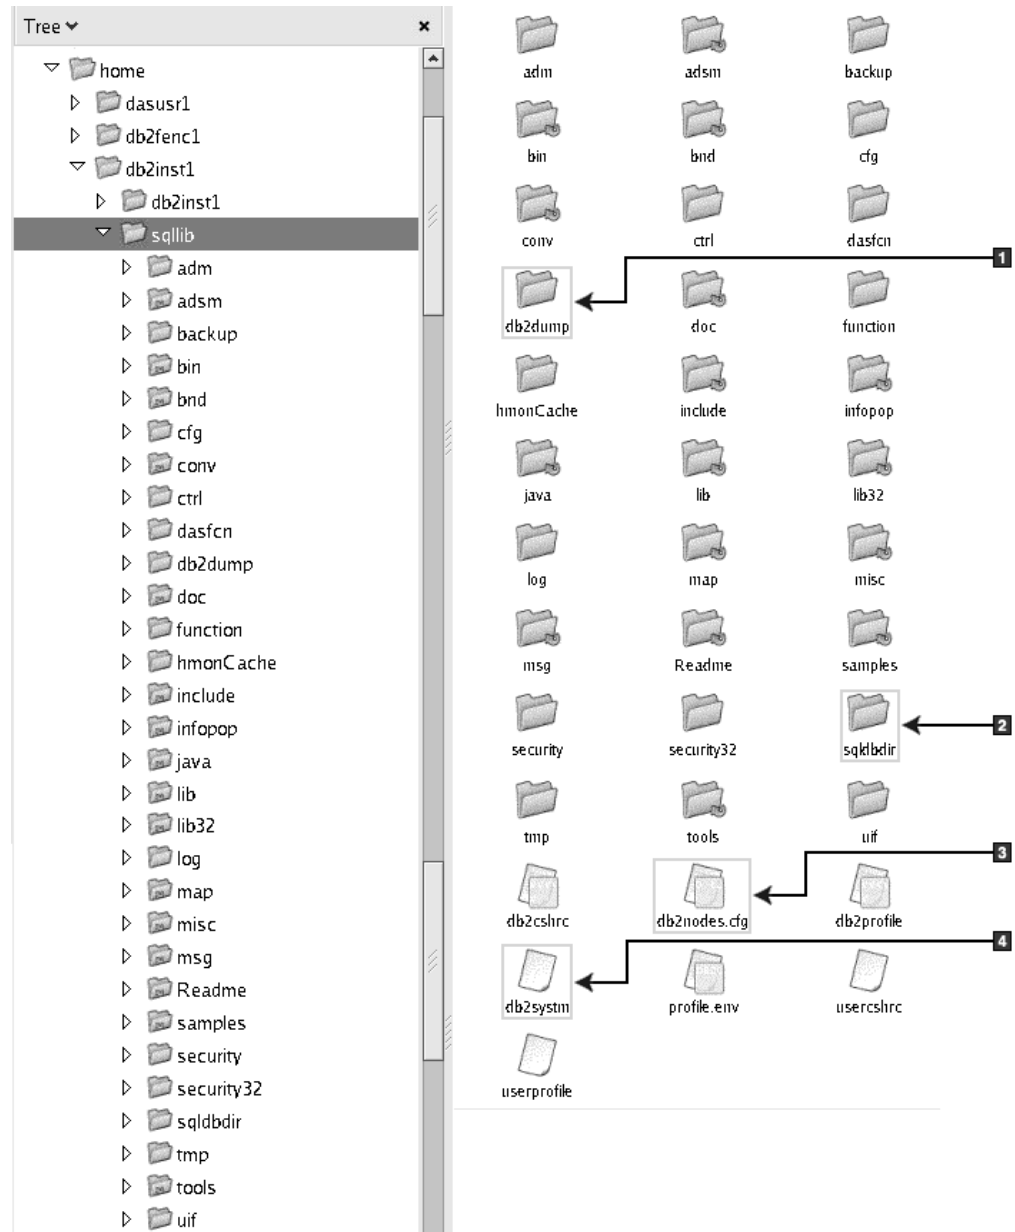 Tree
home
dasusr1
db2fenc1
db2inst1
db2inst1
sqllib
adm
adsm
backup
bin
bnd
cfg
conv
ctrl
dasfcn
db2dump
doc
function
hmonCache
include
infopop
java
lib
lib32
log
map
misc
msg
Readme
samples
security
security32
sqldbdir
tmp
tools
uif
adm adsm backup
bin bnd cfg
conv ctrl dasfcn
1
db2dump doc function
hmonCache include infopop
java lib lib32
log map misc
msg Readme samples
2
security security32 sqldbdir
tmp tools uif
3
db2cshrc db2nodes.cfg db2profile
4
db2systm profile.env usercshrc
userprofile